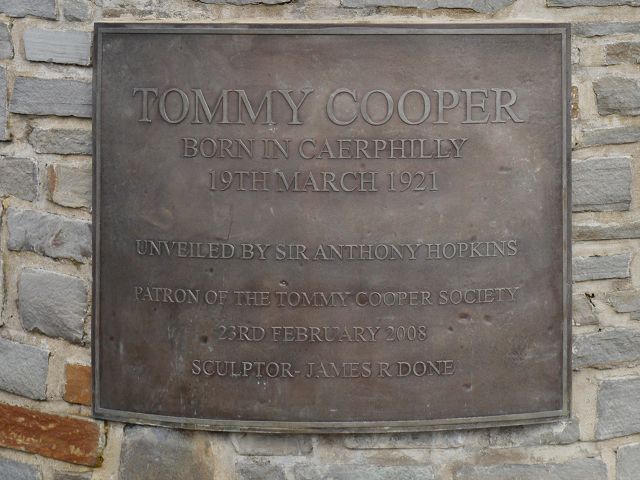 TOMMY COOPER
BORN IN CAERPHILLY
19TH MARCH 1921
UNVEILED BY SIR ANTHONY HOPKINS
PATRON OF THE TOMMY COOPER SOCIETY
23RD FEBRUARY 2008
SCULPTOR- JAMES R DONE